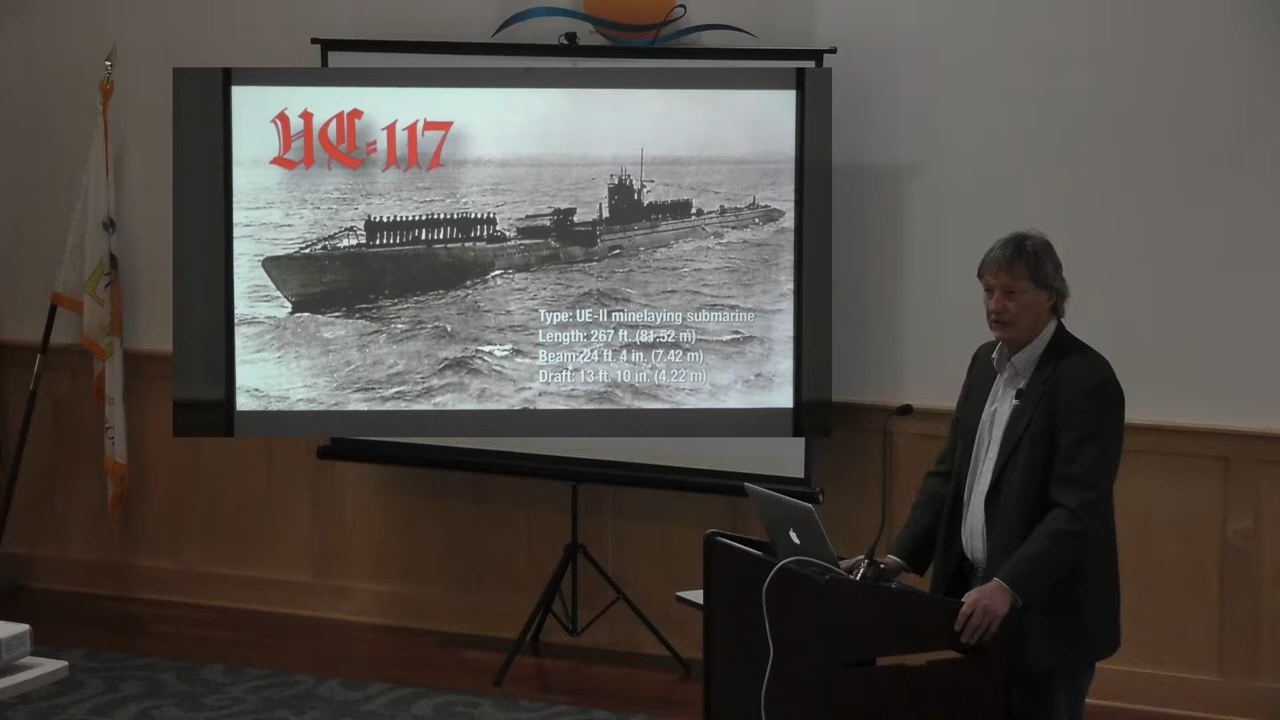 UC-117
Type: UE-II minelaying submarine
Length: 267 ft. (81.52 m)
Beam: 24 ft. 4 in. (7.42 m)
Draft: 13 ft. 10 in. (4.22 m)